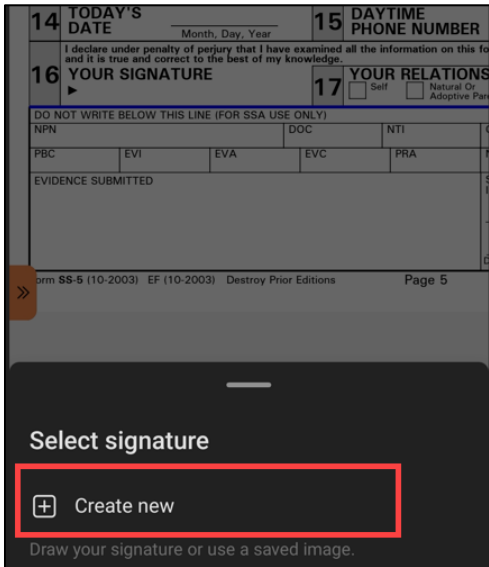 14 TODAY'S DATE
Month, Day, Year
15 DAYTIME PHONE NUMBER
I declare under penalty of perjury that I have examined all the information on this
and it is true and correct to the best of my knowledge.
16 YOUR SIGNATURE
17 YOUR
Self
Natural Or
Adoptive
DO NOT WRITE BELOW THIS LINE (FOR SSA USE ONLY)
NPN DOC NTI
PBC EVI EVA EVC PRA
EVIDENCE SUBMITTED
SS-5 (10-2003) EF (10-2003) Destroy Prior Editions Page 5
Select signature
Create new
Draw your signature or use a saved image.